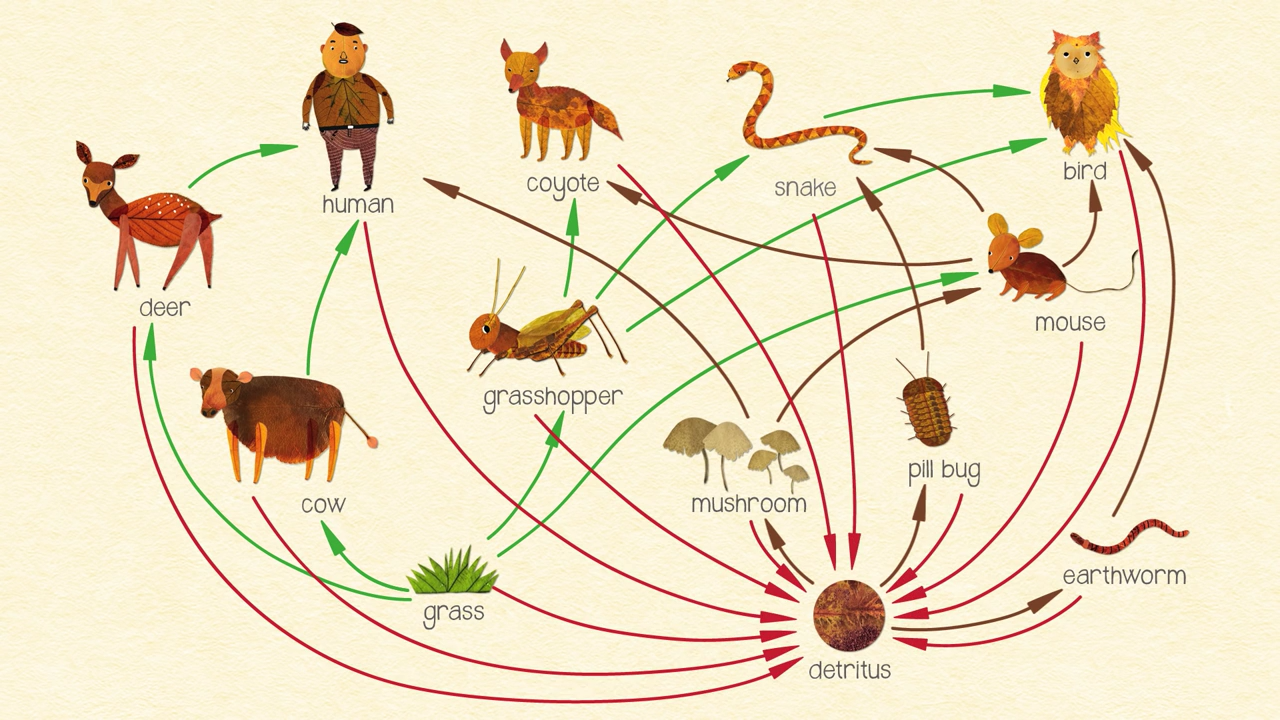 human
coyote
snake
bird
deer
mouse
grasshopper
pill bug
cow
mushroom
earthworm
grass
detritus